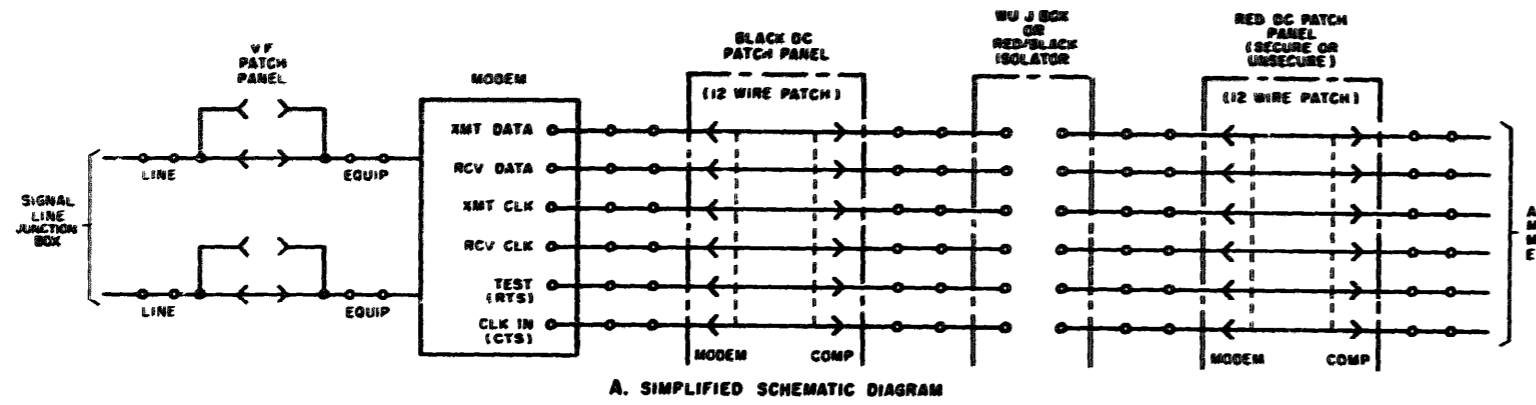 V F
PATCH
PANEL
MODEM
BLACK DC
PATCH PANEL
(12 WIRE PATCH)
WU J BOX
OR
RED/BLACK
ISOLATOR
RED DC PATCH
PANEL
(SECURE OR
UNSECURE)
(12 WIRE PATCH)
SIGNAL
LINE
JUNCTION
BOX
LINE
EQUIP
LINE
EQUIP
XMT DATA
RCV DATA
XMT CLK
RCV CLK
TEST
(RTS)
CLK IN
(CTS)
MODEM
COMP
MODEM
COMP
A
M
M
E
A. SIMPLIFIED SCHEMATIC DIAGRAM